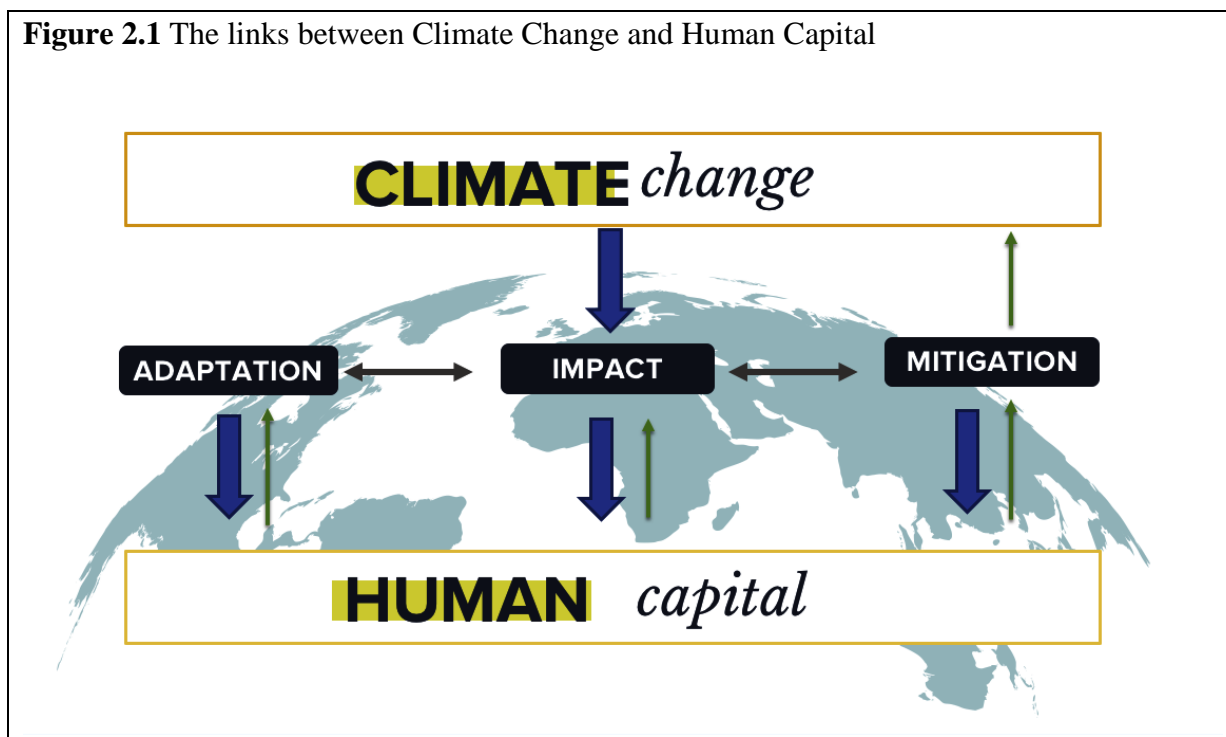 Figure 2.1 The links between Climate Change and Human Capital
CLIMATE change
ADAPTATION IMPACT MITIGATION
HUMAN capital